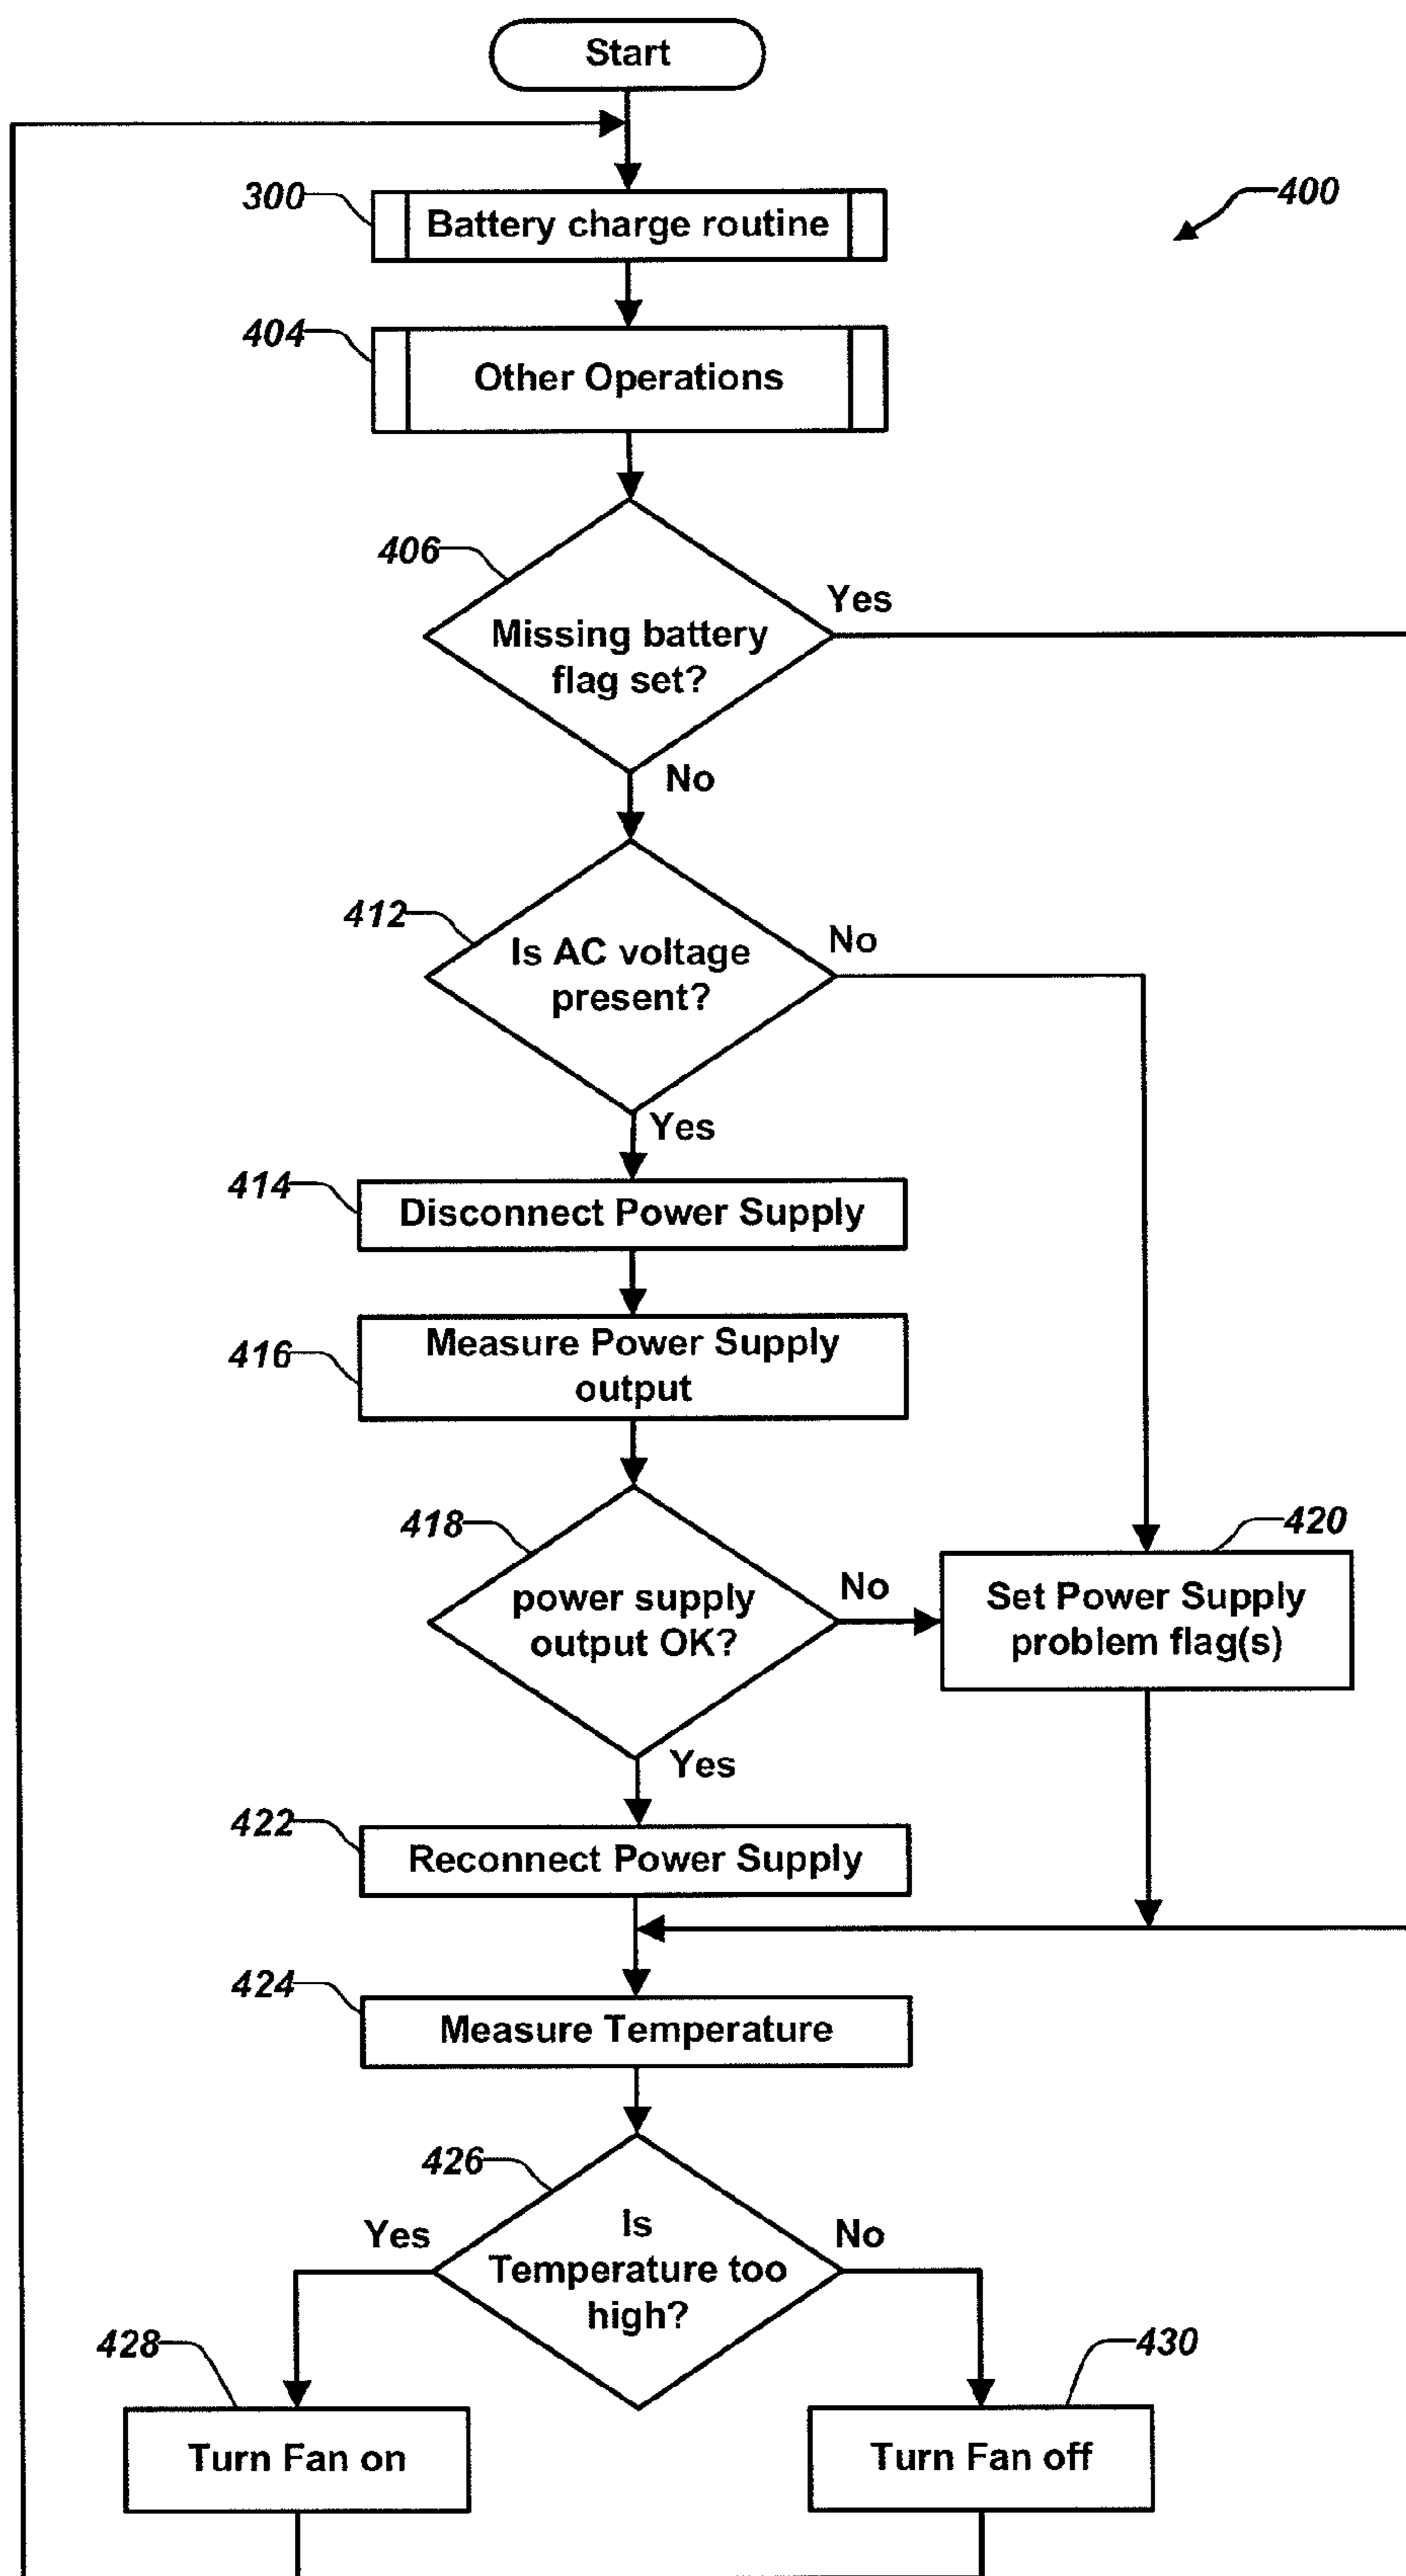 Start
300
Battery charge routine
400
404
Other Operations
406
Yes
Missing battery
flag set?
No
412
No
Is AC voltage
present?
Yes
414
Disconnect Power Supply
416
Measure Power Supply
output
418
420
No
power supply
output OK?
Set Power Supply
problem flag(s)
Yes
422
Reconnect Power Supply
424
Measure Temperature
426
Yes
No
Is
Temperature too
high?
428
430
Turn Fan on
Turn Fan off